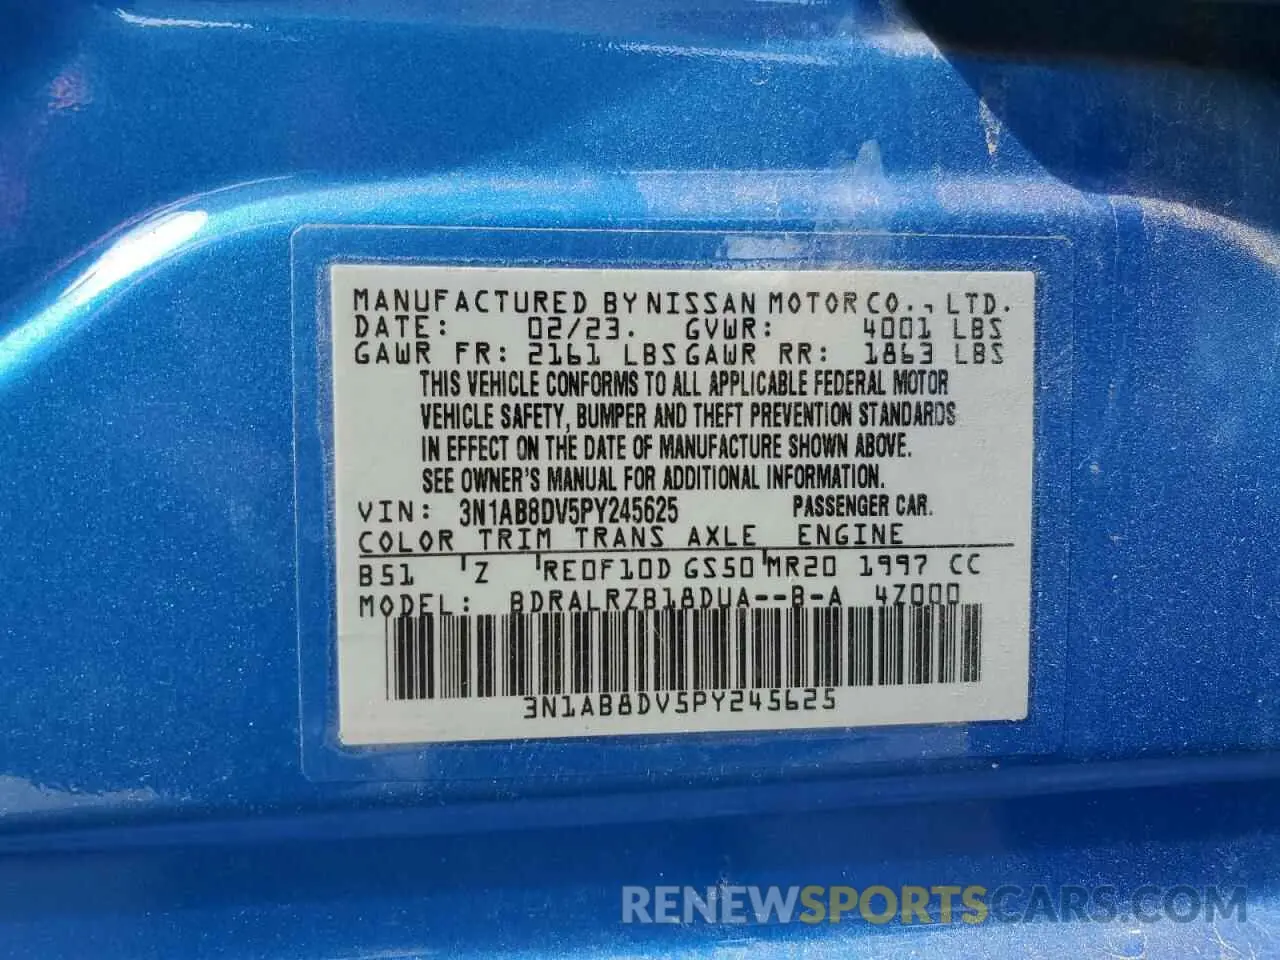 MANUFACTURED BY NISSAN MOTOR CO., LTD.
DATE: 02/23. GVWR: 4001 LBS
GAWR FR: 2161 LBS GAWR RR: 1863 LBS
THIS VEHICLE CONFORMS TO ALL APPLICABLE FEDERAL MOTOR
VEHICLE SAFETY, BUMPER AND THEFT PREVENTION STANDARDS
IN EFFECT ON THE DATE OF MANUFACTURE SHOWN ABOVE.
SEE OWNER'S MANUAL FOR ADDITIONAL INFORMATION.
VIN: 3N1AB8DV5PY245625 PASSENGER CAR.
COLOR TRIM TRANS AXLE ENGINE
B51 Z RE0F10D GS50 MR20 1997 CC
MODEL: BDRALRZB18DUA--B-A 4Z000
3N1AB8DV5PY245625
RENEWSPORTSCARS.COM